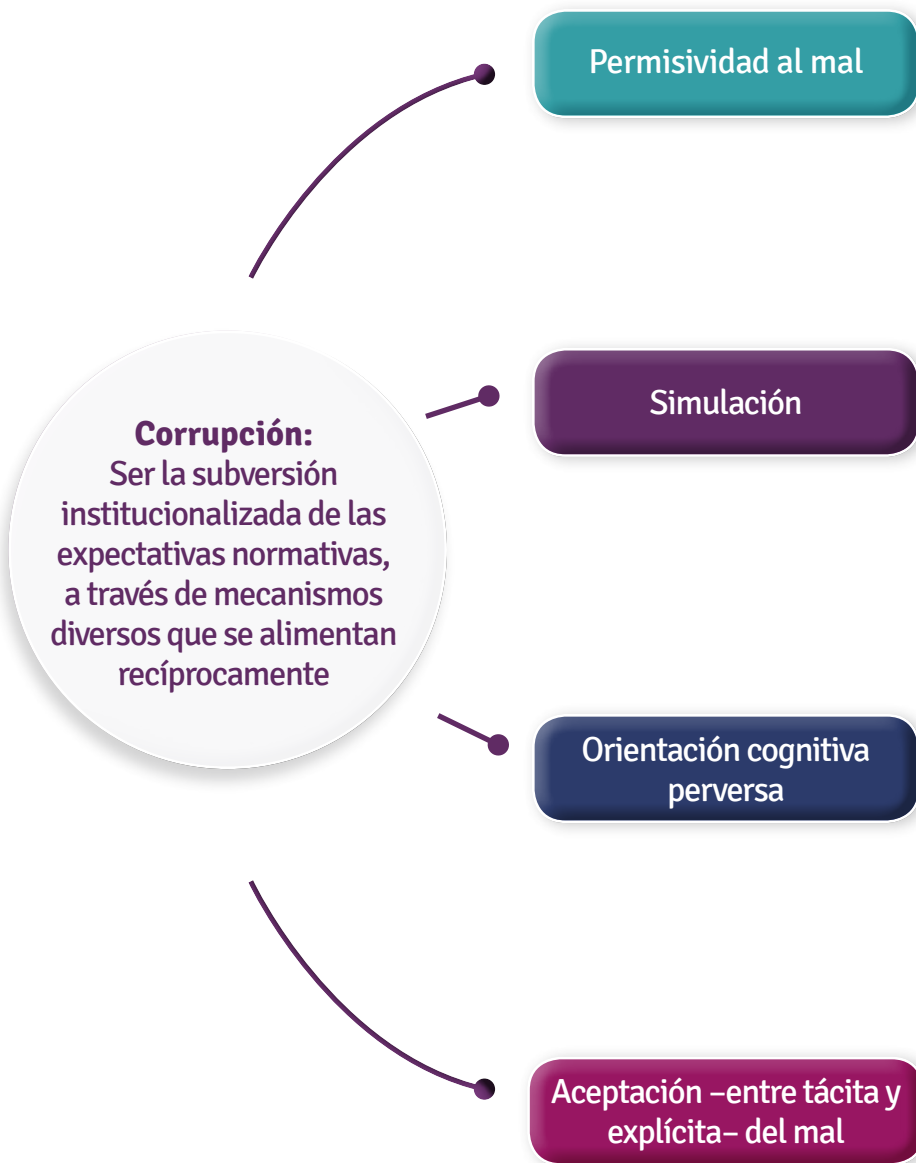 Permisividad al mal
Simulación
Corrupción:
Ser la subversión
institucionalizada de las
expectativas normativas,
a través de mecanismos
diversos que se alimentan
recíprocamente
Orientación cognitiva
perversa
Aceptación –entre tácita y
explícita– del mal